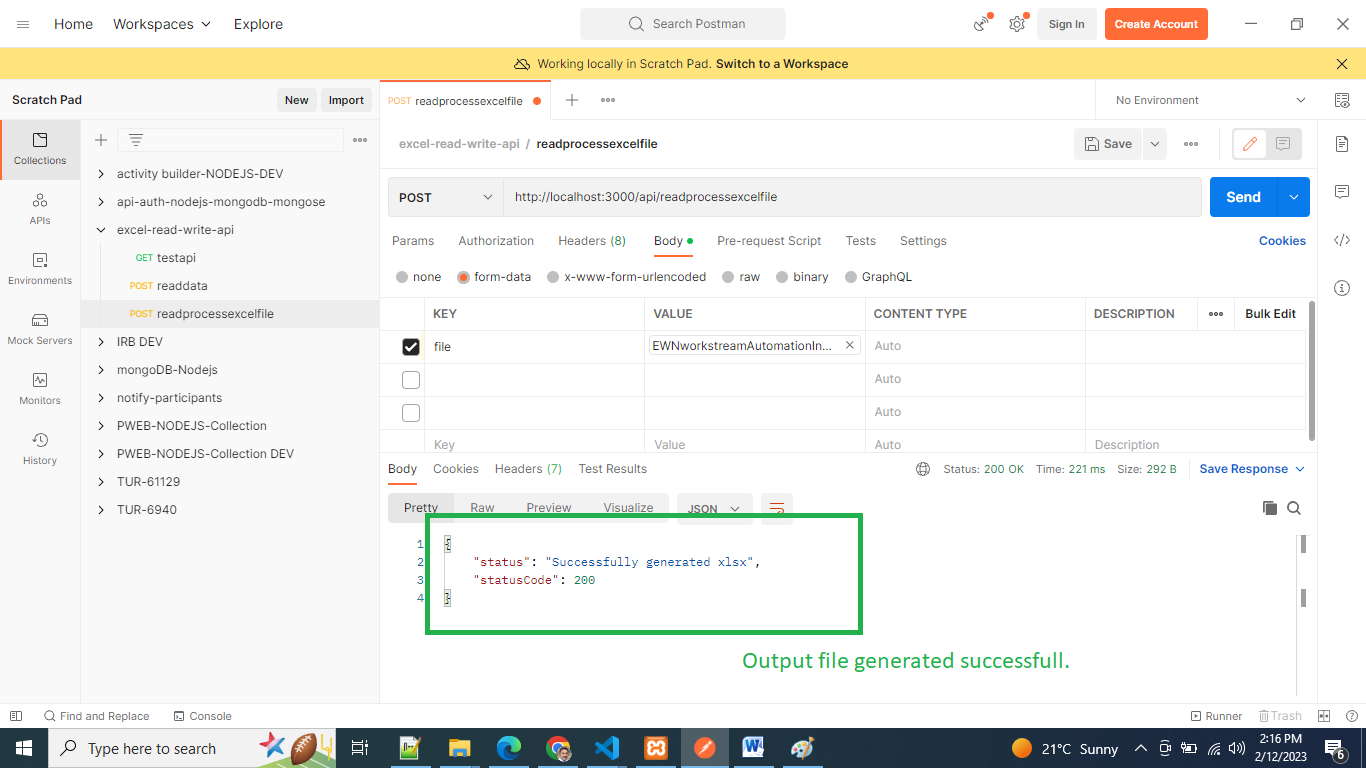 Home Workspaces Explore Search Postman Sign In Create Account
Working locally in Scratch Pad. Switch to a Workspace
Scratch Pad New Import
POST readprocessexcelfile No Environment
Collections
APIs
Environments
Mock Servers
Monitors
History
activity builder-NODEJS-DEV
api-auth-nodejs-mongodb-mongose
excel-read-write-api
GET testapi
POST readdata
POST readprocessexcelfile
IRB DEV
mongoDB-Nodejs
notify-participants
PWEB-NODEJS-Collection
PWEB-NODEJS-Collection DEV
TUR-61129
TUR-6940
excel-read-write-api / readprocessexcelfile Save
POST http://localhost:3000/api/readprocessexcelfile Send
Params Authorization Headers (8) Body Pre-request Script Tests Settings Cookies
none form-data x-www-form-urlencoded raw binary GraphQL
KEY VALUE CONTENT TYPE DESCRIPTION Bulk Edit
file EWNworkstreamAutomationIn... Auto
Auto
Auto
Key Value Auto Description
Body Cookies Headers (7) Test Results Status: 200 OK Time: 221 ms Size: 292 B Save Response
Pretty Raw Preview Visualize JSON
1 {
2 "status": "Successfully generated xlsx",
3 "statusCode": 200
4 }
Output file generated successfull.
Find and Replace Console Runner Trash
Type here to search 21°C Sunny 2:16 PM
2/12/2023 6